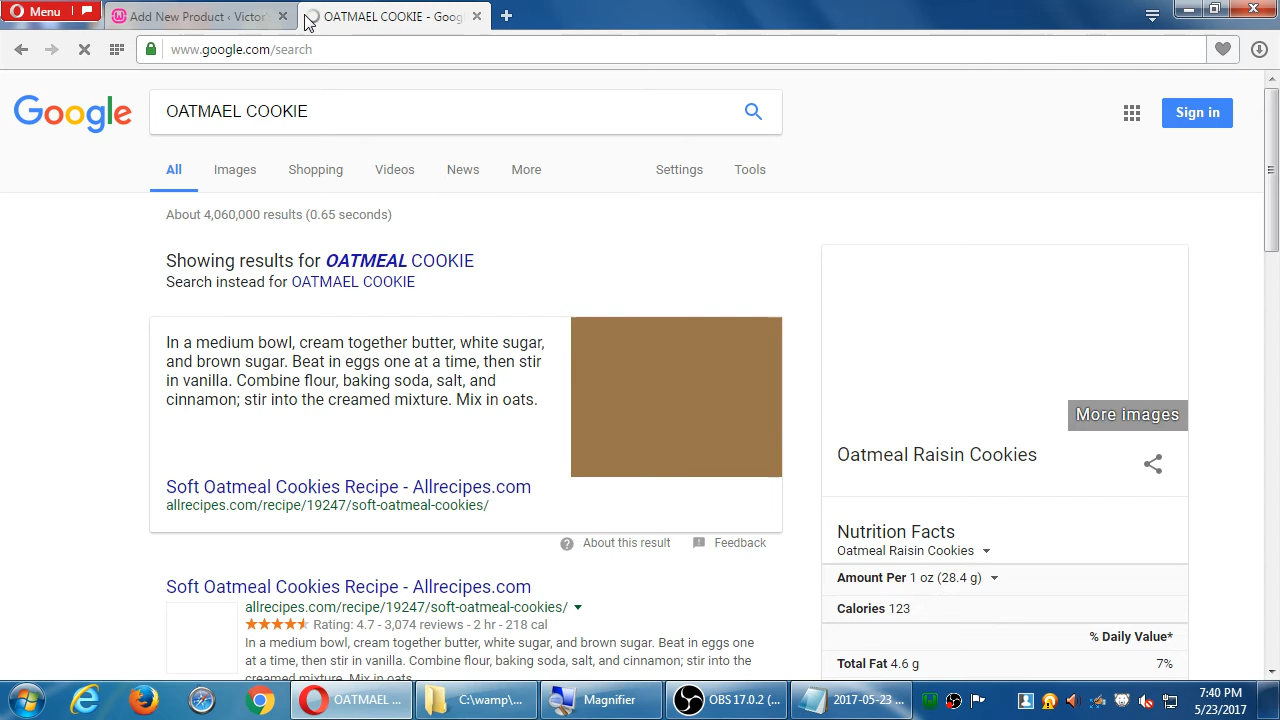 Menu
Add New Product ‹ Victor'
OATMAEL COOKIE - Goog
www.google.com/search
Google
OATMAEL COOKIE
Sign in
All
Images
Shopping
Videos
News
More
Settings
Tools
About 4,060,000 results (0.65 seconds)
Showing results for OATMEAL COOKIE
Search instead for OATMAEL COOKIE
In a medium bowl, cream together butter, white sugar,
and brown sugar. Beat in eggs one at a time, then stir
in vanilla. Combine flour, baking soda, salt, and
cinnamon; stir into the creamed mixture. Mix in oats.
Soft Oatmeal Cookies Recipe - Allrecipes.com
allrecipes.com/recipe/19247/soft-oatmeal-cookies/
About this result
Feedback
Soft Oatmeal Cookies Recipe - Allrecipes.com
allrecipes.com/recipe/19247/soft-oatmeal-cookies/
Rating: 4.7 - 3,074 reviews - 2 hr - 218 cal
In a medium bowl, cream together butter, white sugar, and brown sugar. Beat in eggs one
at a time, then stir in vanilla. Combine flour, baking soda, salt, and cinnamon; stir into the
creamed mixture. Mix in oats.
More images
Oatmeal Raisin Cookies
Nutrition Facts
Oatmeal Raisin Cookies
Amount Per 1 oz (28.4 g)
Calories 123
% Daily Value*
Total Fat 4.6 g 7%
OATMAEL ...
C:\wamp\...
Magnifier
OBS 17.0.2 (...
2017-05-23 ...
7:40 PM
5/23/2017